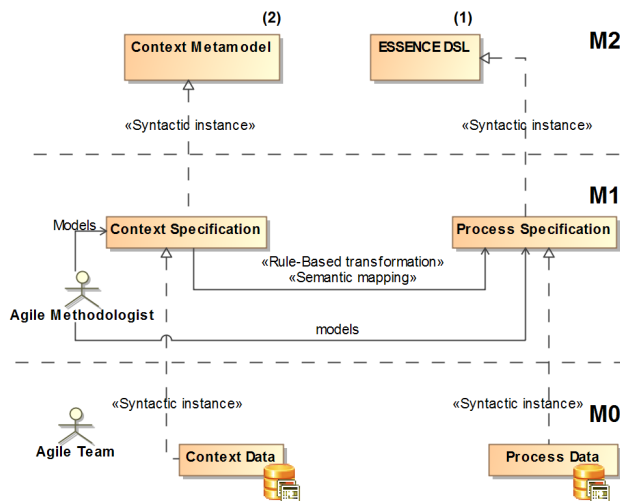 (2)
(1)
Context Metamodel
ESSENCE DSL
M2
«Syntactic instance»
«Syntactic instance»
M1
Models
Context Specification
Process Specification
«Rule-Based transformation»
«Semantic mapping»
Agile Methodologist
models
«Syntactic instance»
«Syntactic instance»
M0
Agile Team
Context Data
Process Data